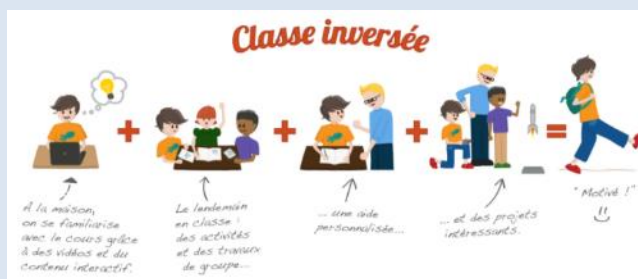 Classe inversée
+ + + =
À la maison,
on se familiarise
avec le cours grâce
à des vidéos et du
contenu interactif.
Le lendemain
en classe :
des activités
et des travaux
de groupe...
... une aide
personnalisée...
... et des projets
intéressants.
"Motivé !"